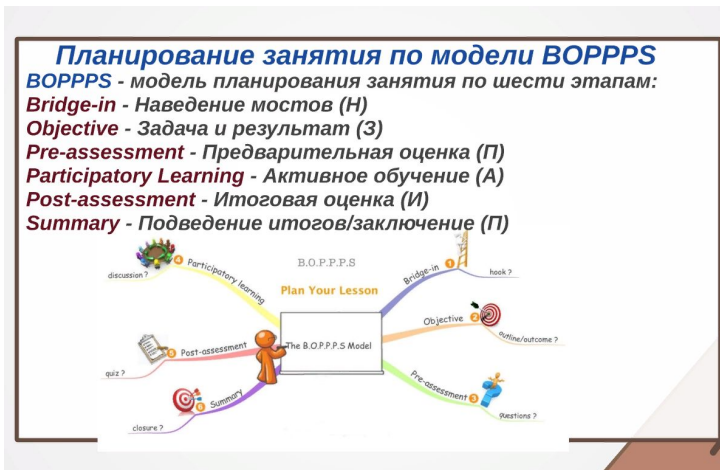 Планирование занятия по модели BOPPPS
BOPPPS - модель планирования занятия по шести этапам:
Bridge-in - Наведение мостов (Н)
Objective - Задача и результат (З)
Pre-assessment - Предварительная оценка (П)
Participatory Learning - Активное обучение (А)
Post-assessment - Итоговая оценка (И)
Summary - Подведение итогов/заключение (П)
B.O.P.P.P.S
Plan Your Lesson
The B.O.P.P.P.S Model
1 Bridge-in
hook ?
Objective 2
outline/outcome ?
Pre-assessment 3
questions ?
4 Participatory learning
discussion ?
5 Post-assessment
quiz ?
6 Summary
closure ?